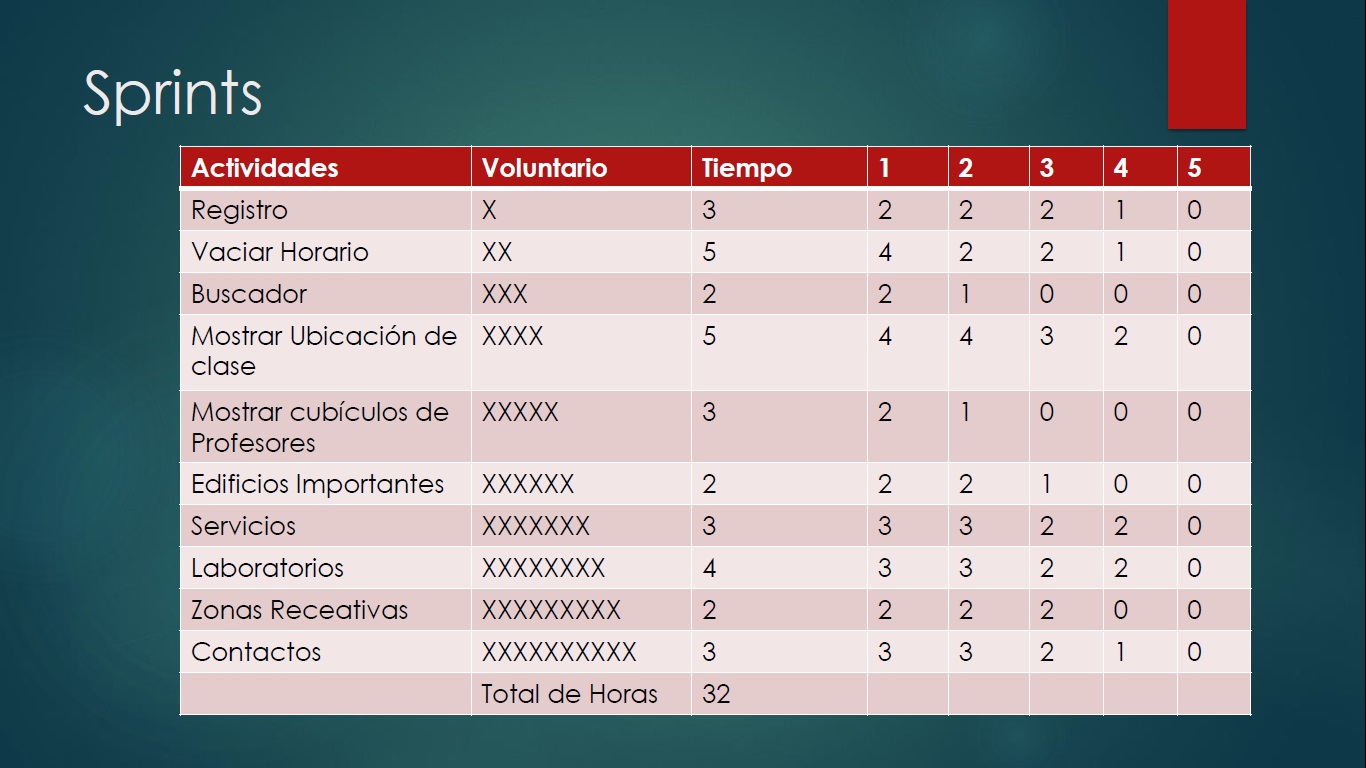 Sprints
Actividades Voluntario Tiempo 1 2 3 4 5
Registro X 3 2 2 2 1 0
Vaciar Horario XX 5 4 2 2 1 0
Buscador XXX 2 2 1 0 0 0
Mostrar Ubicación de XXXX 5 4 4 3 2 0
clase
Mostrar cubículos de XXXXX 3 2 1 0 0 0
Profesores
Edificios Importantes XXXXXX 2 2 2 1 0 0
Servicios XXXXXXX 3 3 3 2 2 0
Laboratorios XXXXXXXX 4 3 3 2 2 0
Zonas Receativas XXXXXXXXX 2 2 2 2 0 0
Contactos XXXXXXXXXX 3 3 3 2 1 0
Total de Horas 32